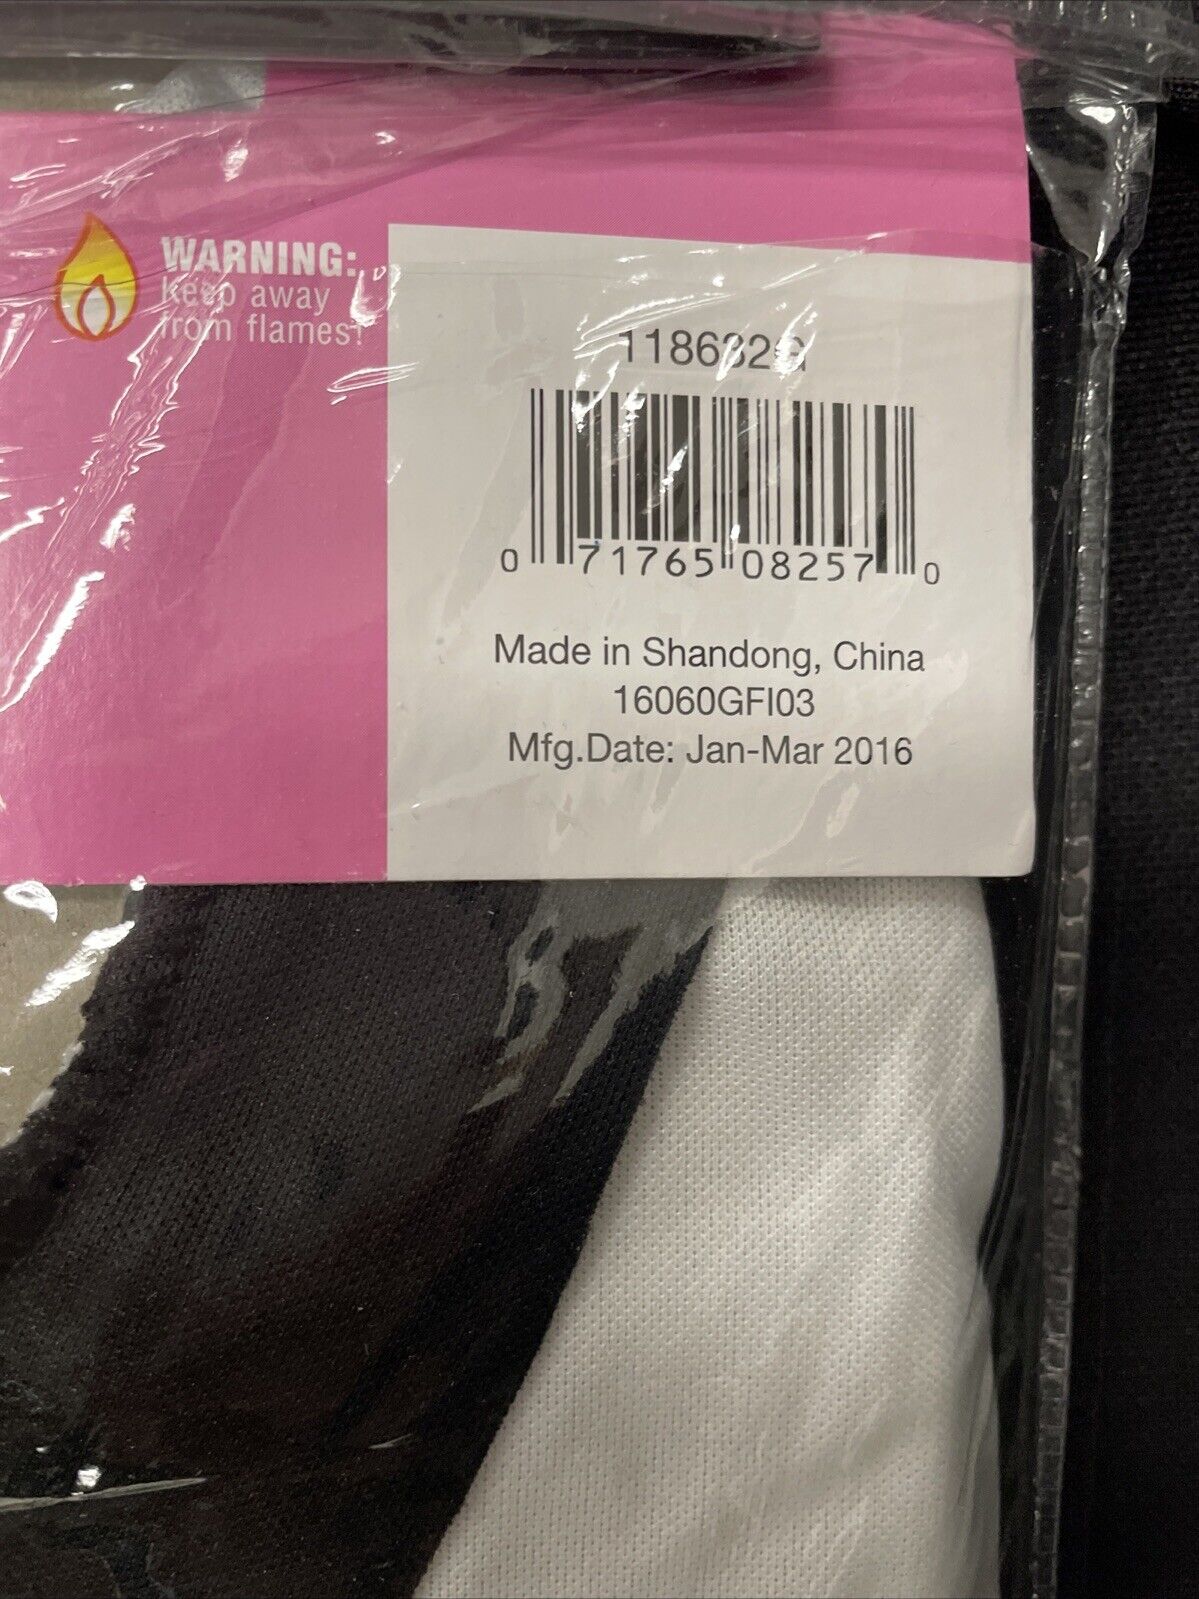 WARNING:
Keep away
from flames!
118632G
0 71765 08257 0
Made in Shandong, China
16060GFI03
Mfg.Date: Jan-Mar 2016